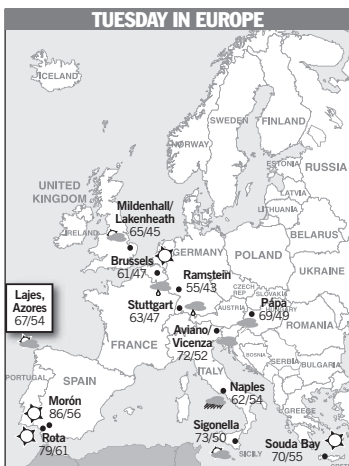 TUESDAY IN EUROPE
ICELAND
SWEDEN
FINLAND
NORWAY
ESTONIA
RUSSIA
LATVIA
LITHUANIA
UNITED
KINGDOM
IRELAND
Mildenhall/
Lakenheath
65/45
BELARUS
Brussels
61/47
GERMANY
POLAND
UKRAINE
Ramstein
55/43
CZECH
REP
SLOVAKIA
Lajes,
Azores
67/54
Stuttgart
63/47
AUSTRIA
Pápa
69/49
Aviano/
Vicenza
72/52
FRANCE
ROMANIA
BOSNIA
SERBIA
BULGARIA
ITALY
PORTUGAL
SPAIN
Morón
86/56
Naples
62/54
GREECE
Rota
79/61
Sigonella
73/50
SICILY
Souda Bay
70/55